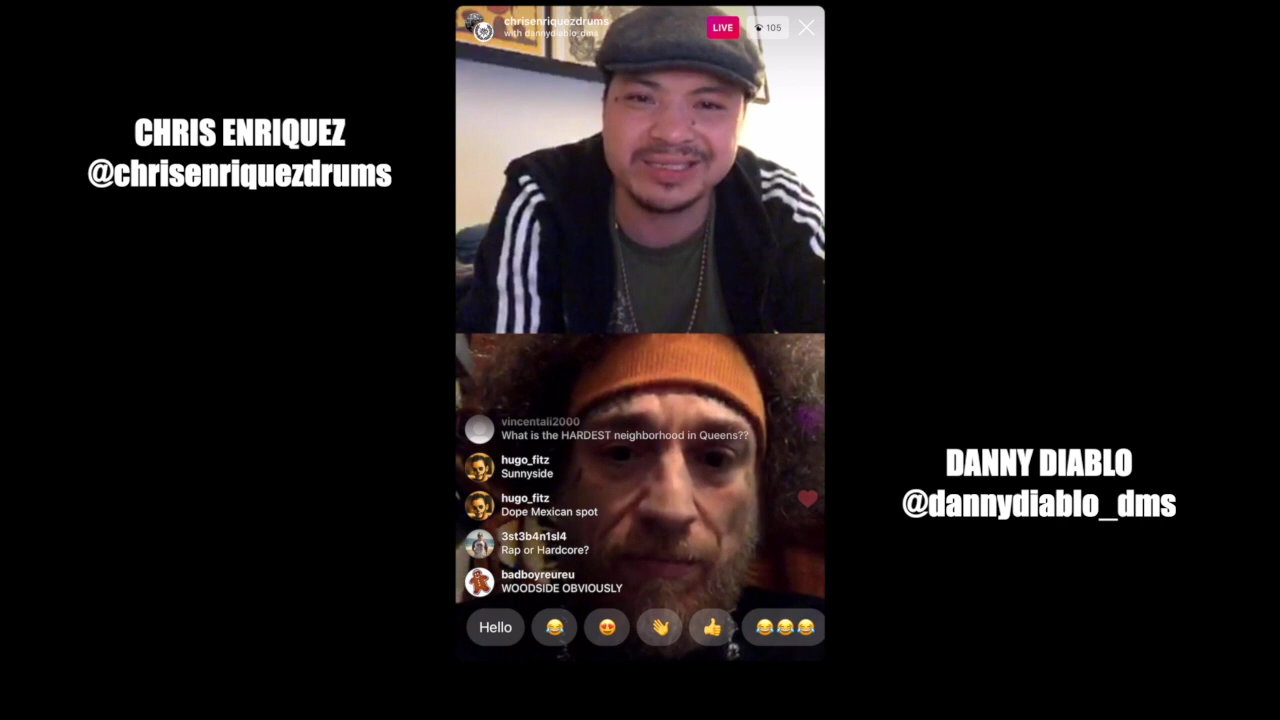 CHRIS ENRIQUEZ
@chrisenriquezdrums
chrisenriquezdrums
with dannydiablo_dms
LIVE
105
vincentali2000
What is the HARDEST neighborhood in Queens??
hugo_fitz
Sunnyside
hugo_fitz
Dope Mexican spot
3st3b4n1sl4
Rap or Hardcore?
badboyreureu
WOODSIDE OBVIOUSLY
Hello 😂 😍 👋 👍 😂😂😂
DANNY DIABLO
@dannydiablo_dms